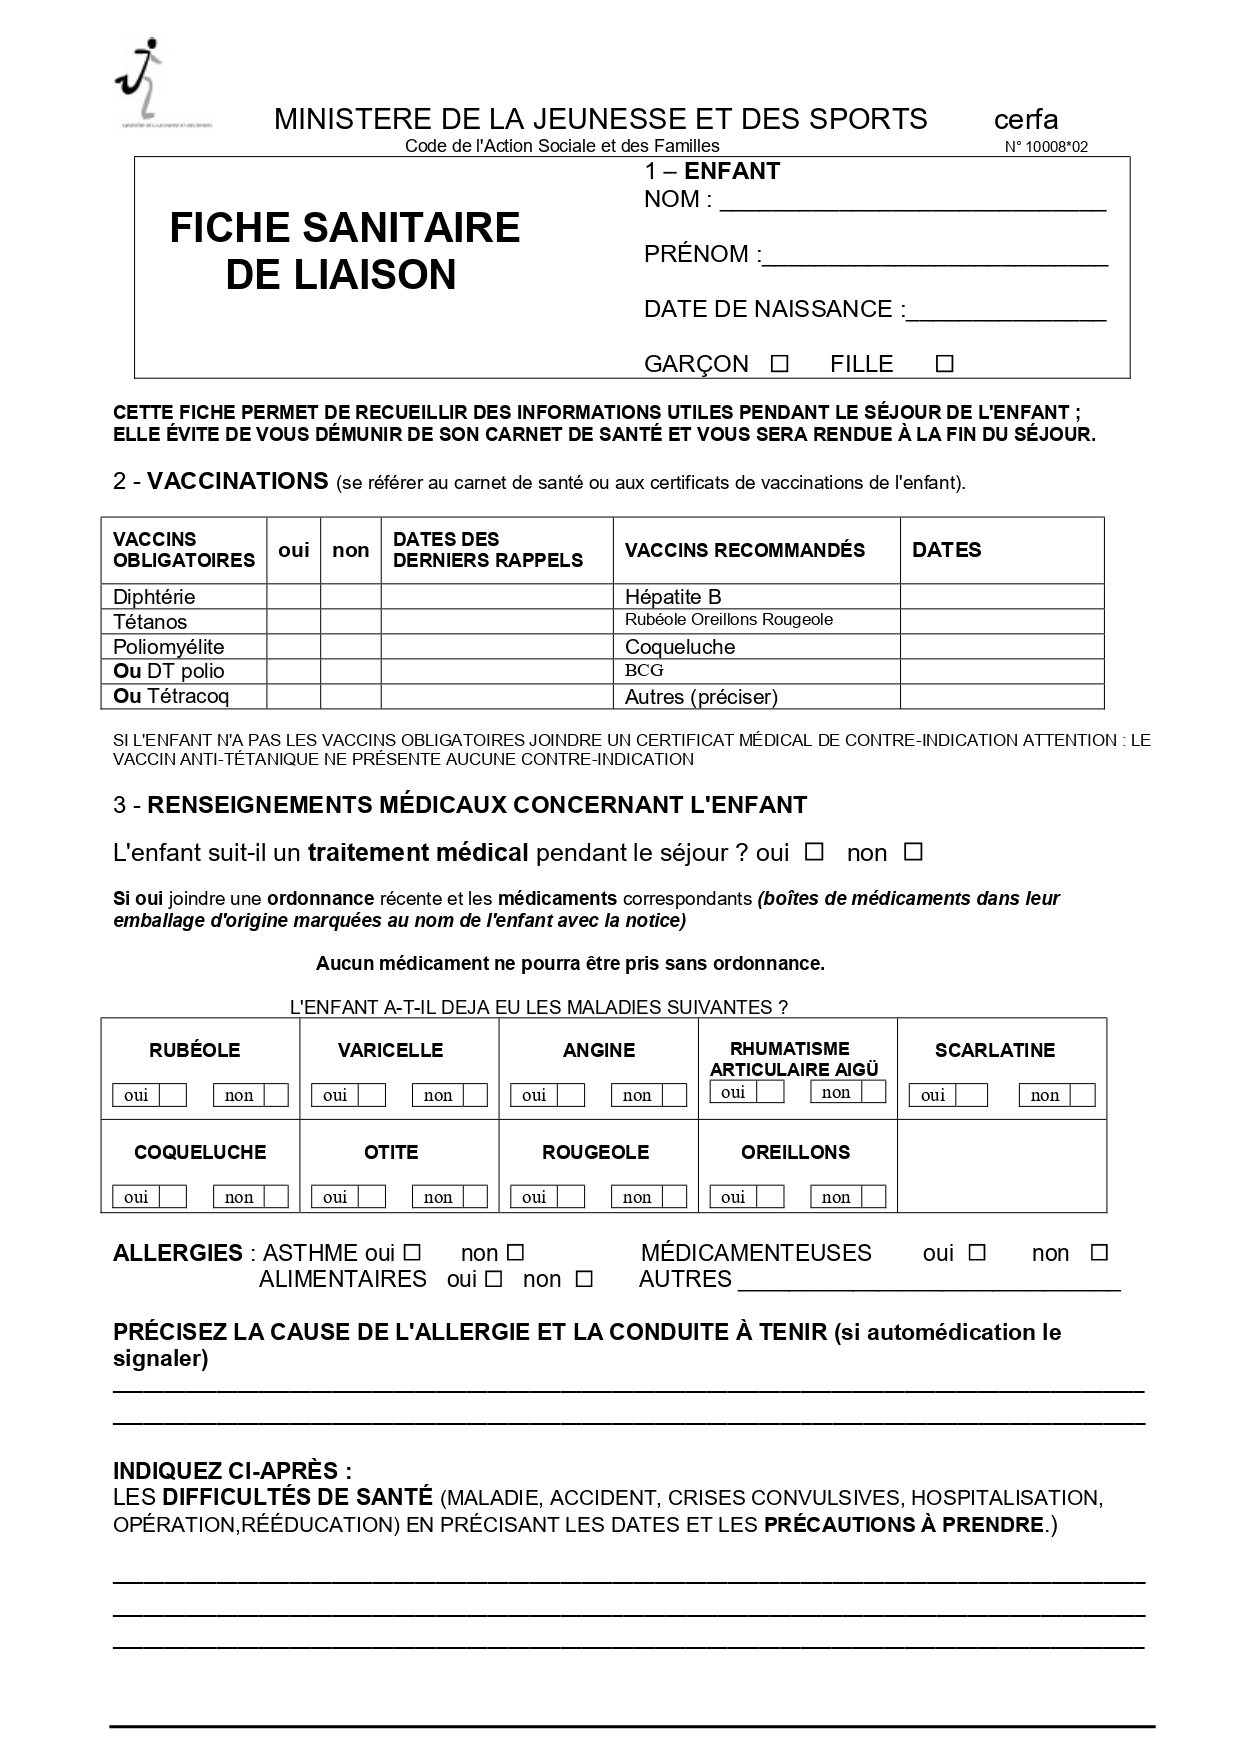 MINISTERE DE LA JEUNESSE ET DES SPORTS cerfa
Code de l'Action Sociale et des Familles N° 10008*02
FICHE SANITAIRE
DE LIAISON
1 – ENFANT
NOM : ______________________________
PRÉNOM :___________________________
DATE DE NAISSANCE :________________
GARÇON ☐ FILLE ☐
CETTE FICHE PERMET DE RECUEILLIR DES INFORMATIONS UTILES PENDANT LE SÉJOUR DE L'ENFANT ;
ELLE ÉVITE DE VOUS DÉMUNIR DE SON CARNET DE SANTÉ ET VOUS SERA RENDUE À LA FIN DU SÉJOUR.
2 - VACCINATIONS (se référer au carnet de santé ou aux certificats de vaccinations de l'enfant).
VACCINS OBLIGATOIRES oui non DATES DES DERNIERS RAPPELS VACCINS RECOMMANDÉS DATES
Diphtérie Hépatite B
Tétanos Rubéole Oreillons Rougeole
Poliomyélite Coqueluche
Ou DT polio BCG
Ou Tétracoq Autres (préciser)
SI L'ENFANT N'A PAS LES VACCINS OBLIGATOIRES JOINDRE UN CERTIFICAT MÉDICAL DE CONTRE-INDICATION ATTENTION : LE
VACCIN ANTI-TÉTANIQUE NE PRÉSENTE AUCUNE CONTRE-INDICATION
3 - RENSEIGNEMENTS MÉDICAUX CONCERNANT L'ENFANT
L'enfant suit-il un traitement médical pendant le séjour ? oui ☐ non ☐
Si oui joindre une ordonnance récente et les médicaments correspondants (boîtes de médicaments dans leur
emballage d'origine marquées au nom de l'enfant avec la notice)
Aucun médicament ne pourra être pris sans ordonnance.
L'ENFANT A-T-IL DEJA EU LES MALADIES SUIVANTES ?
RUBÉOLE VARICELLE ANGINE RHUMATISME ARTICULAIRE AIGÜ SCARLATINE
oui non oui non oui non oui non oui non
COQUELUCHE OTITE ROUGEOLE OREILLONS
oui non oui non oui non oui non
ALLERGIES : ASTHME oui ☐ non ☐ MÉDICAMENTEUSES oui ☐ non ☐
ALIMENTAIRES oui ☐ non ☐ AUTRES ______________________________
PRÉCISEZ LA CAUSE DE L'ALLERGIE ET LA CONDUITE À TENIR (si automédication le
signaler)
INDIQUEZ CI-APRÈS :
LES DIFFICULTÉS DE SANTÉ (MALADIE, ACCIDENT, CRISES CONVULSIVES, HOSPITALISATION,
OPÉRATION,RÉÉDUCATION) EN PRÉCISANT LES DATES ET LES PRÉCAUTIONS À PRENDRE.)